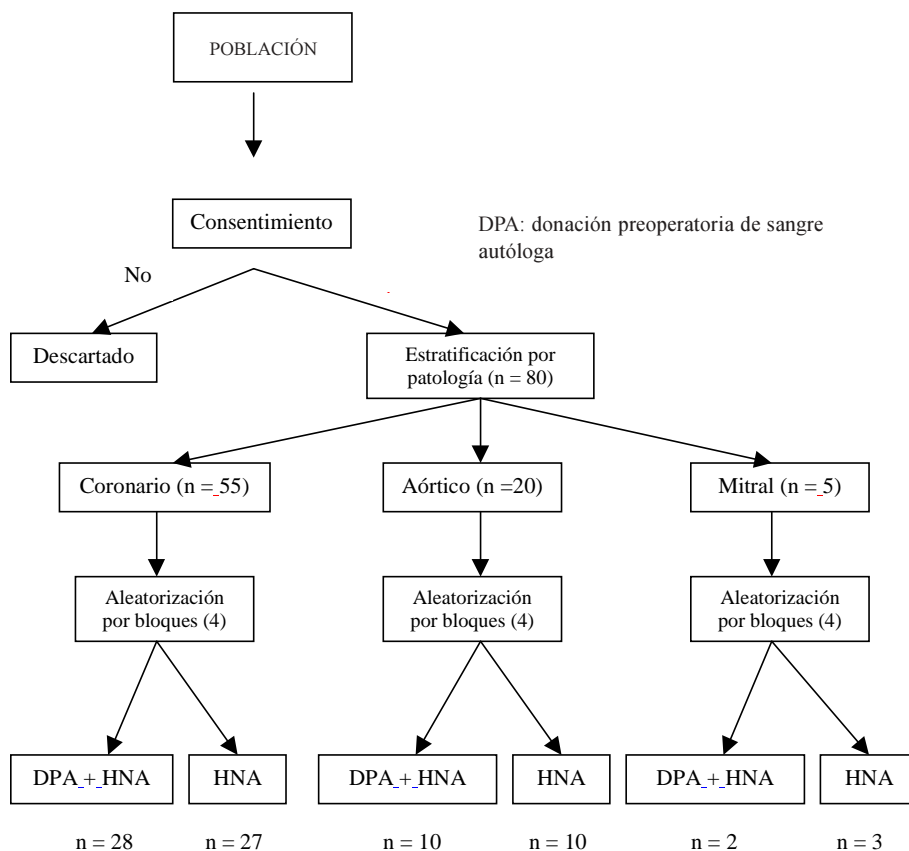 POBLACIÓN
Consentimiento
DPA: donación preoperatoria de sangre
autóloga
No
Descartado
Estratificación por
patología (n = 80)
Coronario (n = 55)
Aórtico (n =20)
Mitral (n = 5)
Aleatorización
por bloques (4)
Aleatorización
por bloques (4)
Aleatorización
por bloques (4)
DPA + HNA
HNA
DPA + HNA
HNA
DPA + HNA
HNA
n = 28
n = 27
n = 10
n = 10
n = 2
n = 3